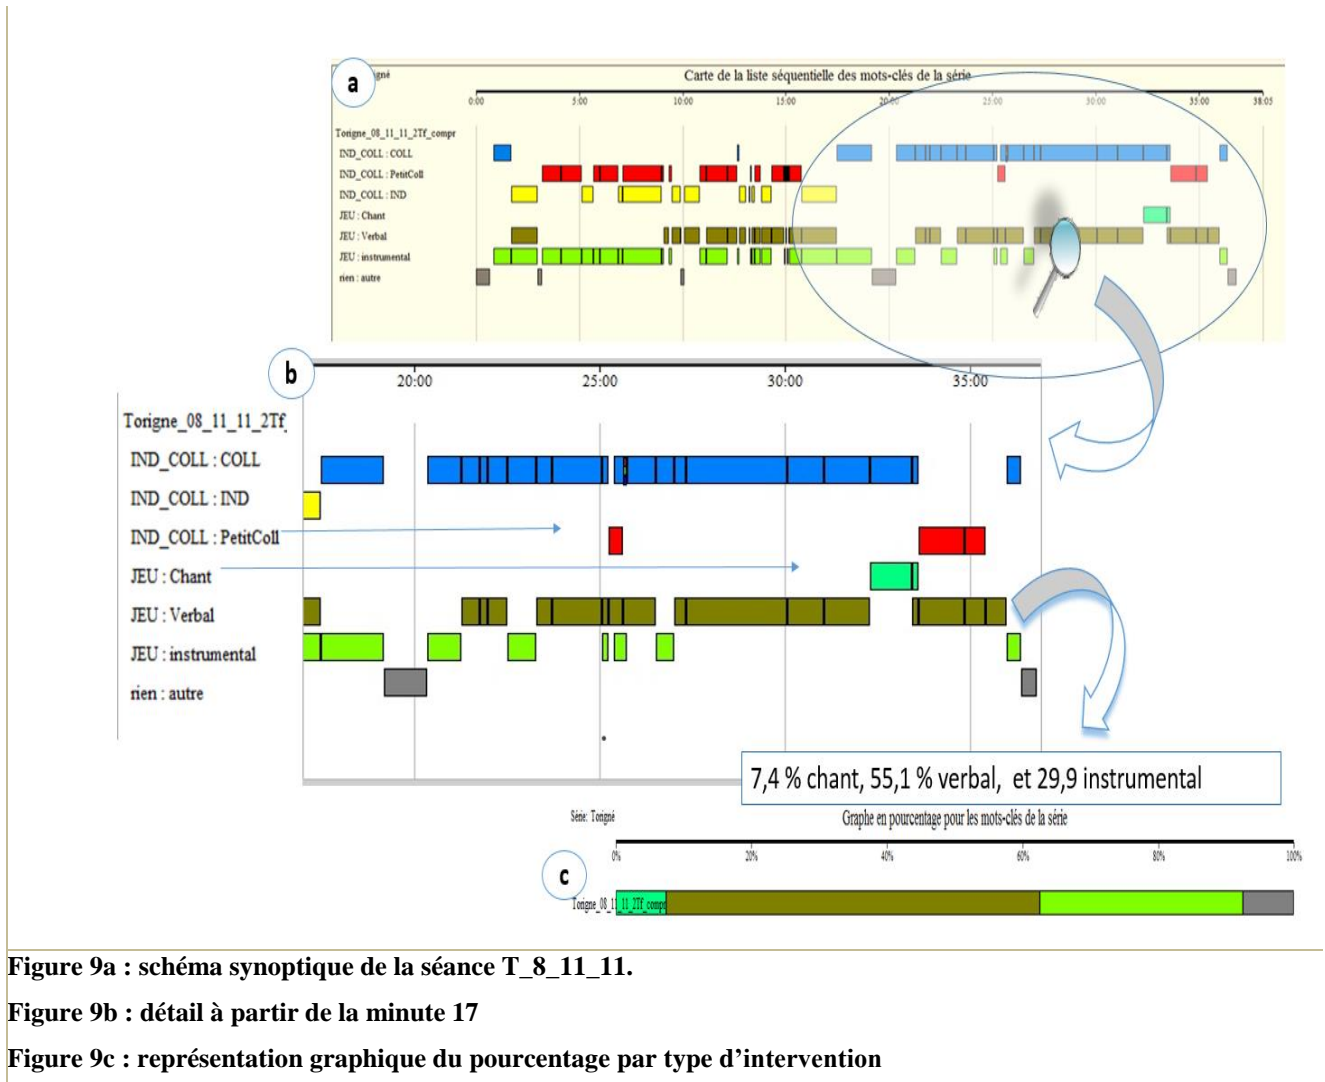 a
gné
Carte de la liste séquentielle des mots-clés de la série
0:00 5:00 10:00 15:00 20:00 25:00 30:00 35:00 38:05
Torigne_08_11_11_2Tf_compr
IND_COLL : COLL
IND_COLL : PetitColl
IND_COLL : IND
JEU : Chant
JEU : Verbal
JEU : instrumental
rien : autre
b
20:00 25:00 30:00 35:00
Torigne_08_11_11_2Tf
IND_COLL : COLL
IND_COLL : IND
IND_COLL : PetitColl
JEU : Chant
JEU : Verbal
JEU : instrumental
rien : autre
7,4 % chant, 55,1 % verbal, et 29,9 instrumental
Série: Torigné
Graphe en pourcentage pour les mots-clés de la série
0% 20% 40% 60% 80% 100%
c
Torigne_08_11_11_2Tf_compr
Figure 9a : schéma synoptique de la séance T_8_11_11.
Figure 9b : détail à partir de la minute 17
Figure 9c : représentation graphique du pourcentage par type d’intervention